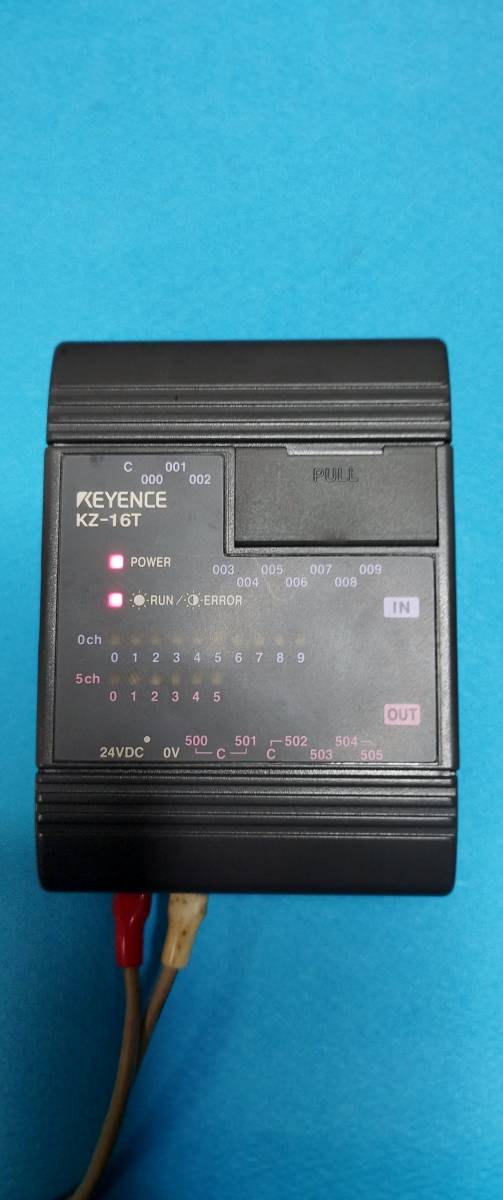 C 001
000 002
KEYENCE
KZ-16T
PULL
POWER
003 005 007 009
004 006 008
RUN / ERROR
IN
0ch
0 1 2 3 4 5 6 7 8 9
5ch
0 1 2 3 4 5
OUT
500 501 502 504
24VDC 0V C C 503 505